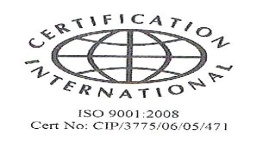 CERTIFICATION
INTERNATIONAL
ISO 9001:2008
Cert No: CIP/3775/06/05/471